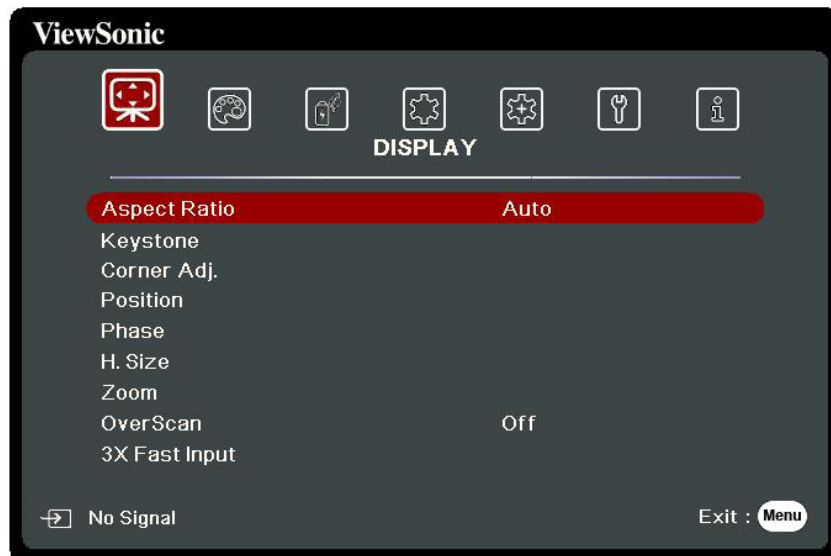 ViewSonic
DISPLAY
Aspect Ratio Auto
Keystone
Corner Adj.
Position
Phase
H. Size
Zoom
OverScan Off
3X Fast Input
No Signal Exit : Menu